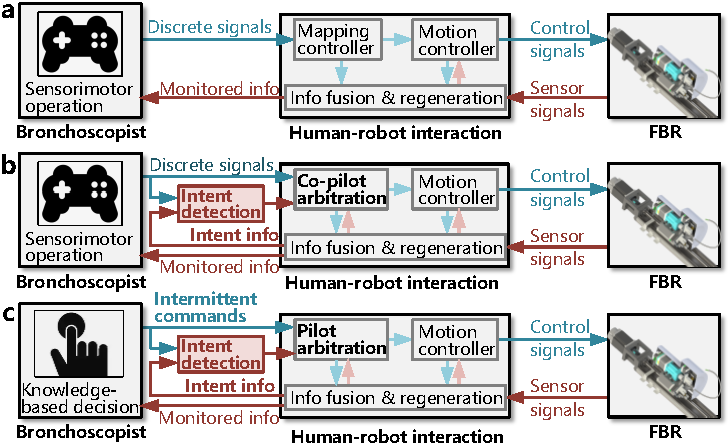 a
Discrete signals
Mapping
controller
Motion
controller
Control
signals
Sensorimotor
operation
Monitored info
Info fusion & regeneration
Sensor
signals
Bronchoscopist
Human-robot interaction
FBR
b
Discrete signals
Intent
detection
Co-pilot
arbitration
Motion
controller
Control
signals
Sensorimotor
operation
Intent info
Monitored info
Info fusion & regeneration
Sensor
signals
Bronchoscopist
Human-robot interaction
FBR
c
Intermittent
commands
Intent
detection
Pilot
arbitration
Motion
controller
Control
signals
Knowledge-
based decision
Intent info
Monitored info
Info fusion & regeneration
Sensor
signals
Bronchoscopist
Human-robot interaction
FBR